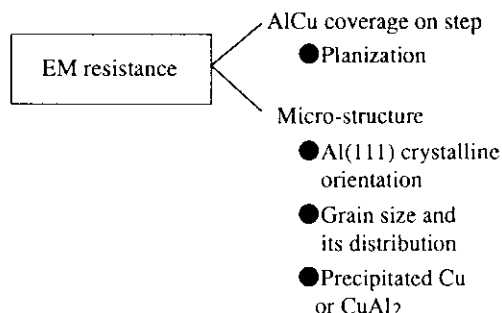 AlCu coverage on step
EM resistance
●Planization
Micro-structure
●Al(111) crystalline
orientation
●Grain size and
its distribution
●Precipitated Cu
or CuAl₂